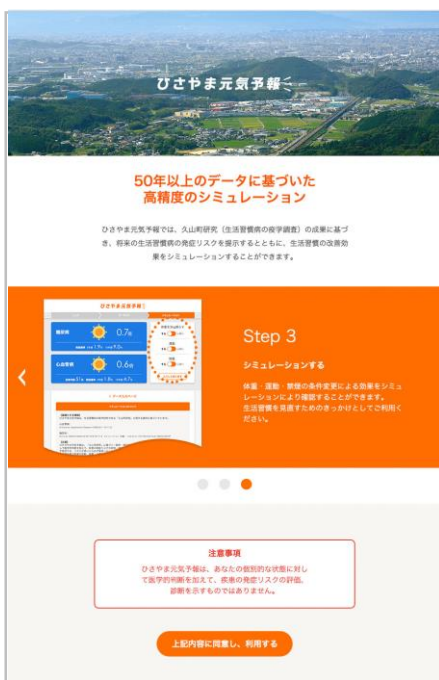 ひさやま元気予報
50年以上のデータに基づいた
高精度のシミュレーション
ひさやま元気予報では、久山町研究（生活習慣病の疫学調査）の成果に基づ
き、将来の生活習慣病の発症リスクを提示するとともに、生活習慣の改善効
果をシミュレーションすることができます。
ひさやま元気予報
糖尿病
0.7
心血管病
0.6
Step 3
シミュレーションする
体重・運動・禁煙の条件変更による効果をシミュ
レーションにより確認することができます。
生活習慣を見直すためのきっかけとしてご利用く
ださい。
注意事項
ひさやま元気予報は、あなたの個別的な状態に対し
て医学的判断を加えて、疾患の発症リスクの評価、
診断を示すものではありません。
上記内容に同意し、利用する